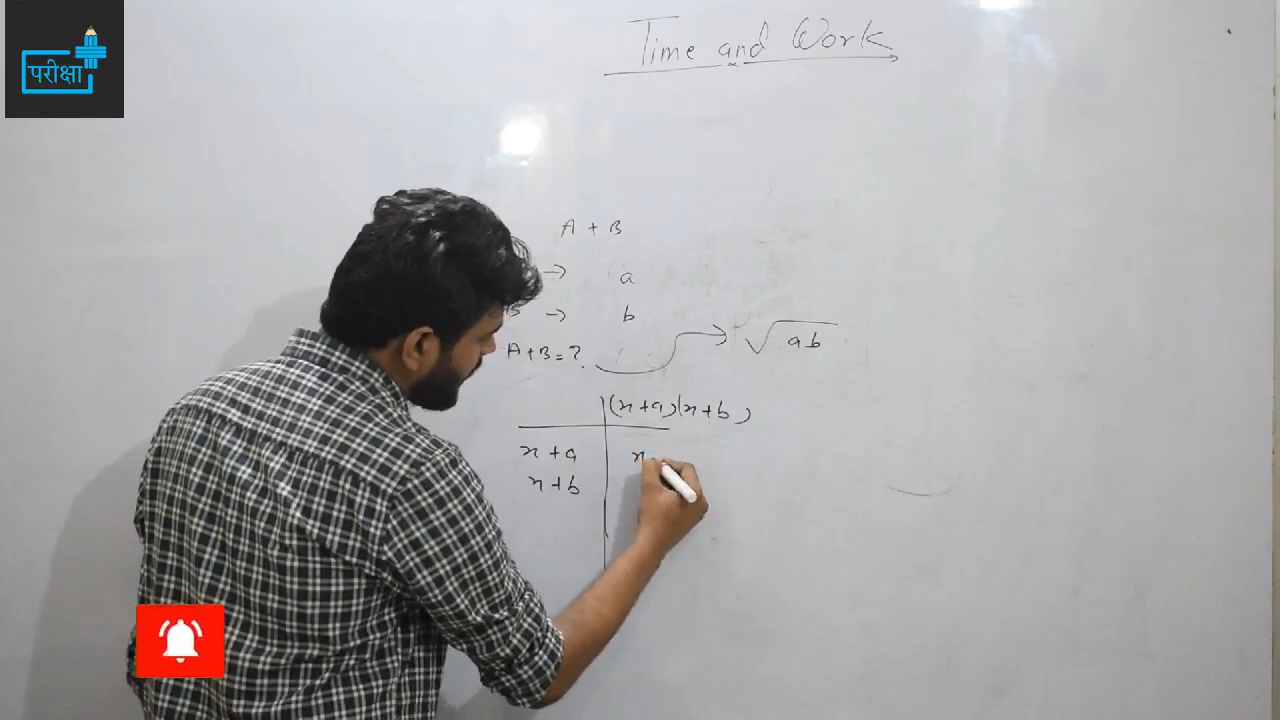 परीक्षा
Time and Work
A + B
→ a
→ b
A + B = ? → √ab
(x+a)(x+b)
x + a
x + b